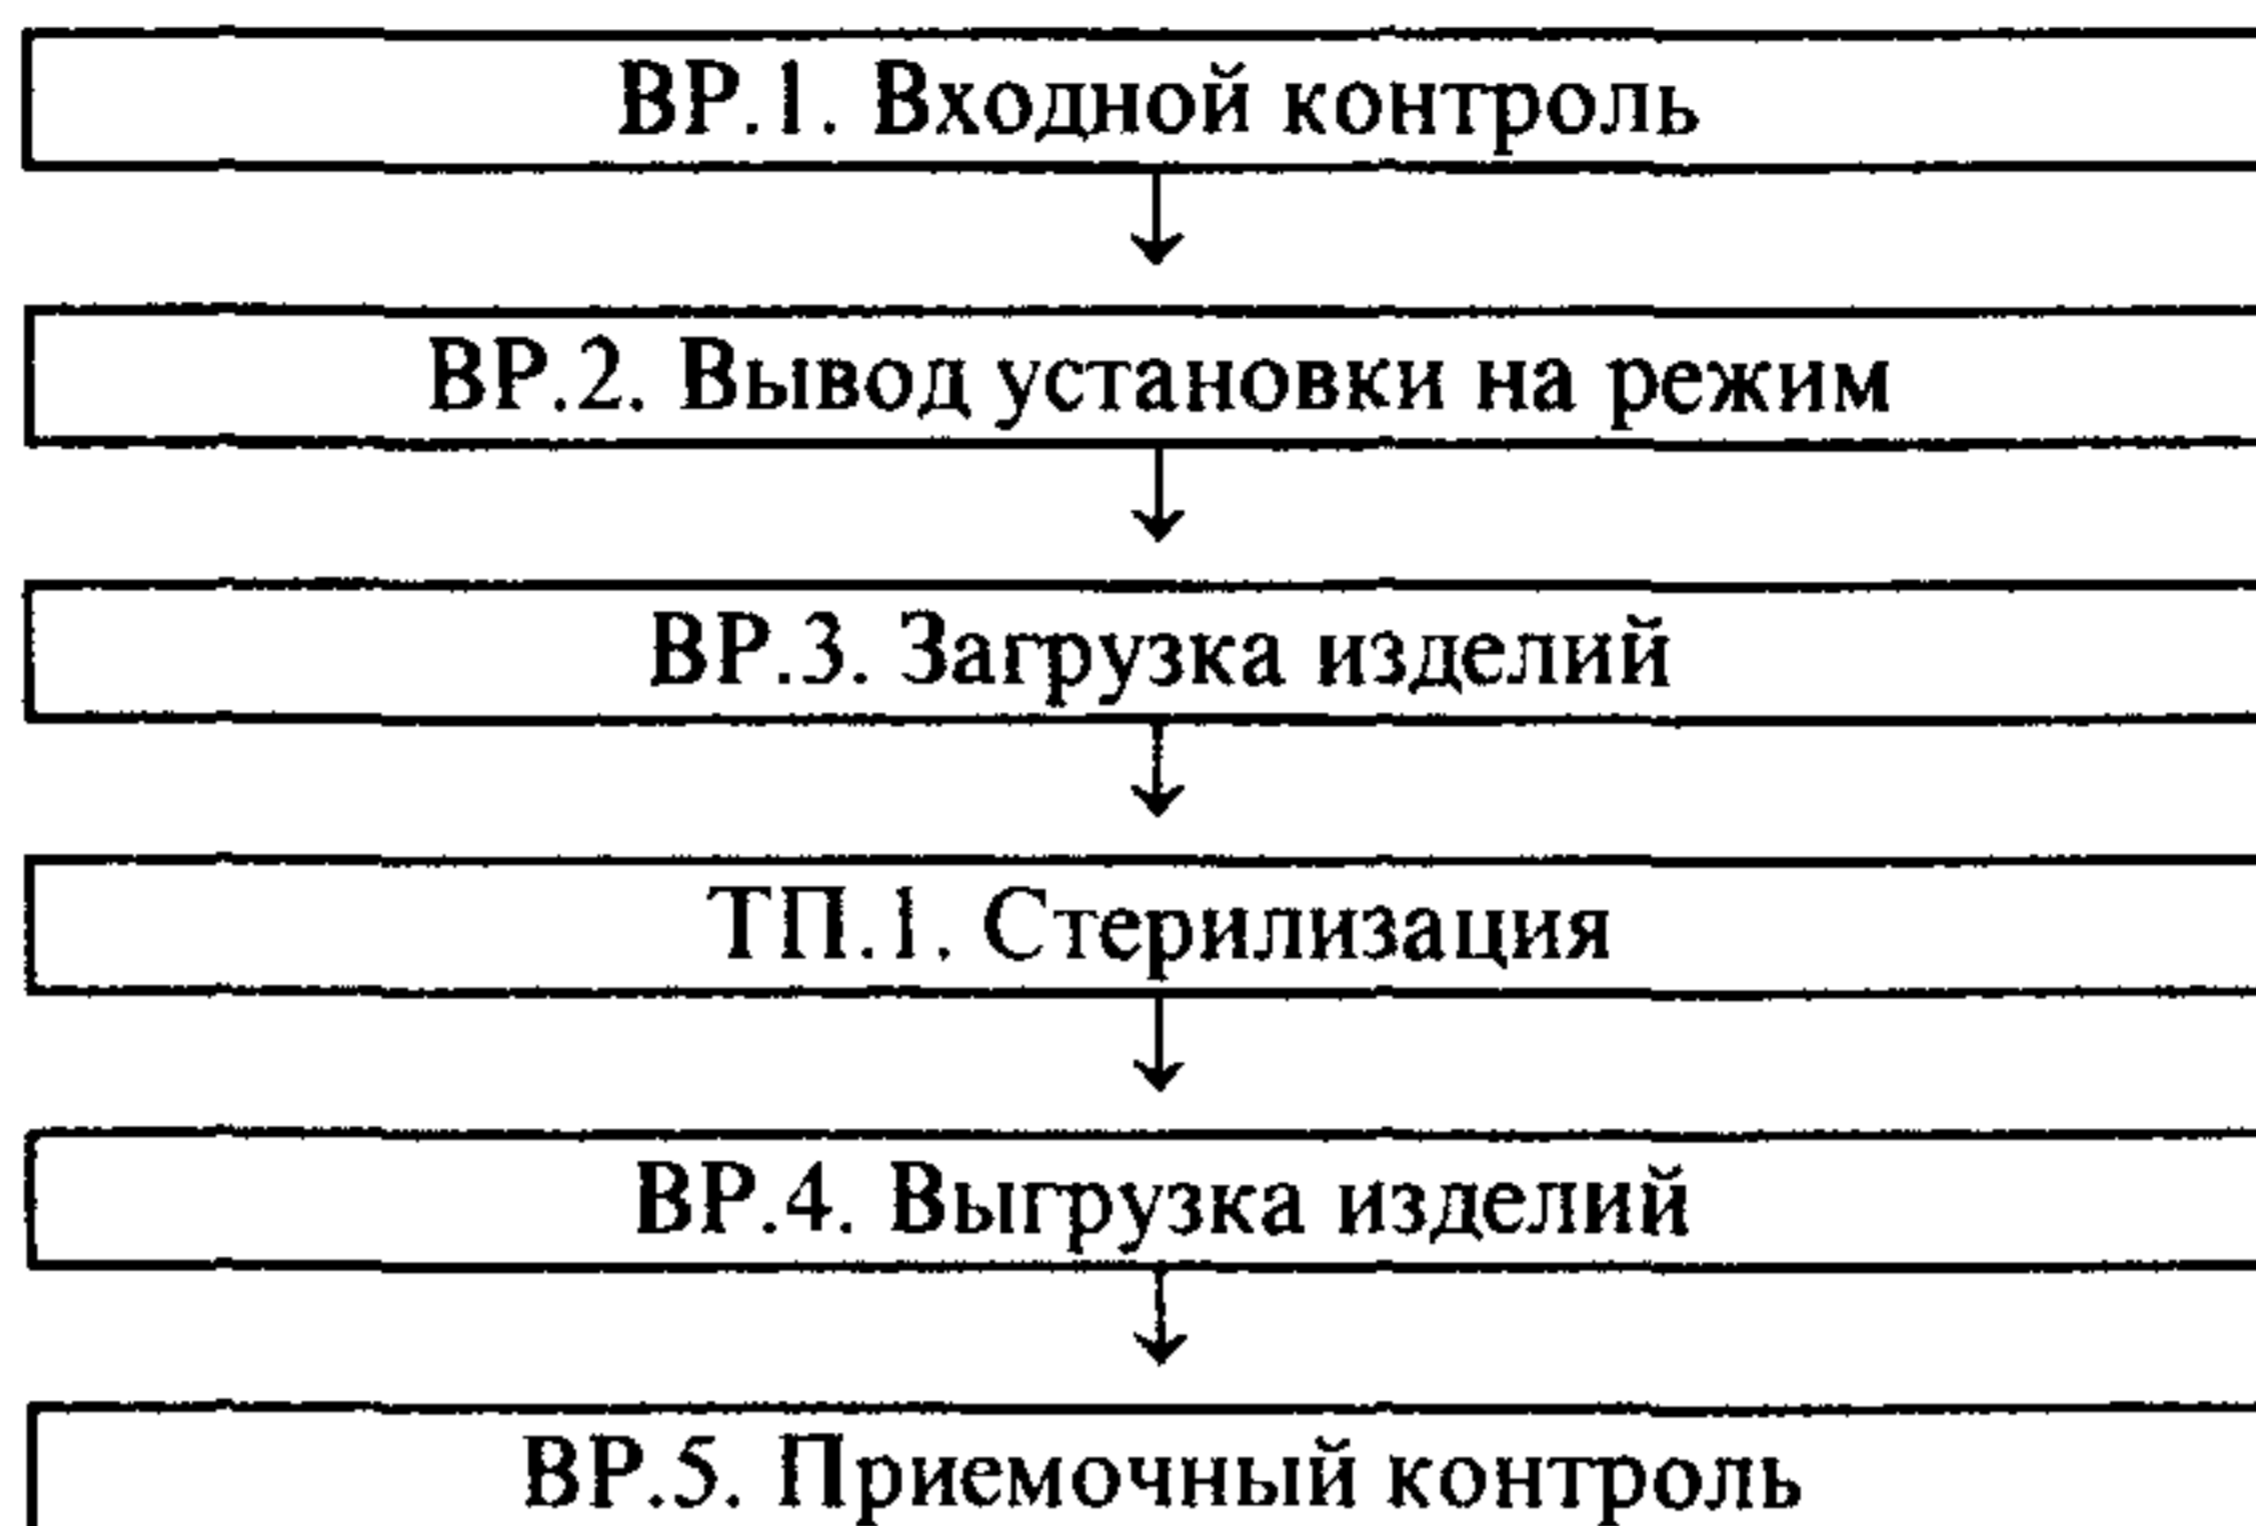 ВР.1. Входной контроль
ВР.2. Вывод установки на режим
ВР.3. Загрузка изделий
ТП.1. Стерилизация
ВР.4. Выгрузка изделий
ВР.5. Приемочный контроль